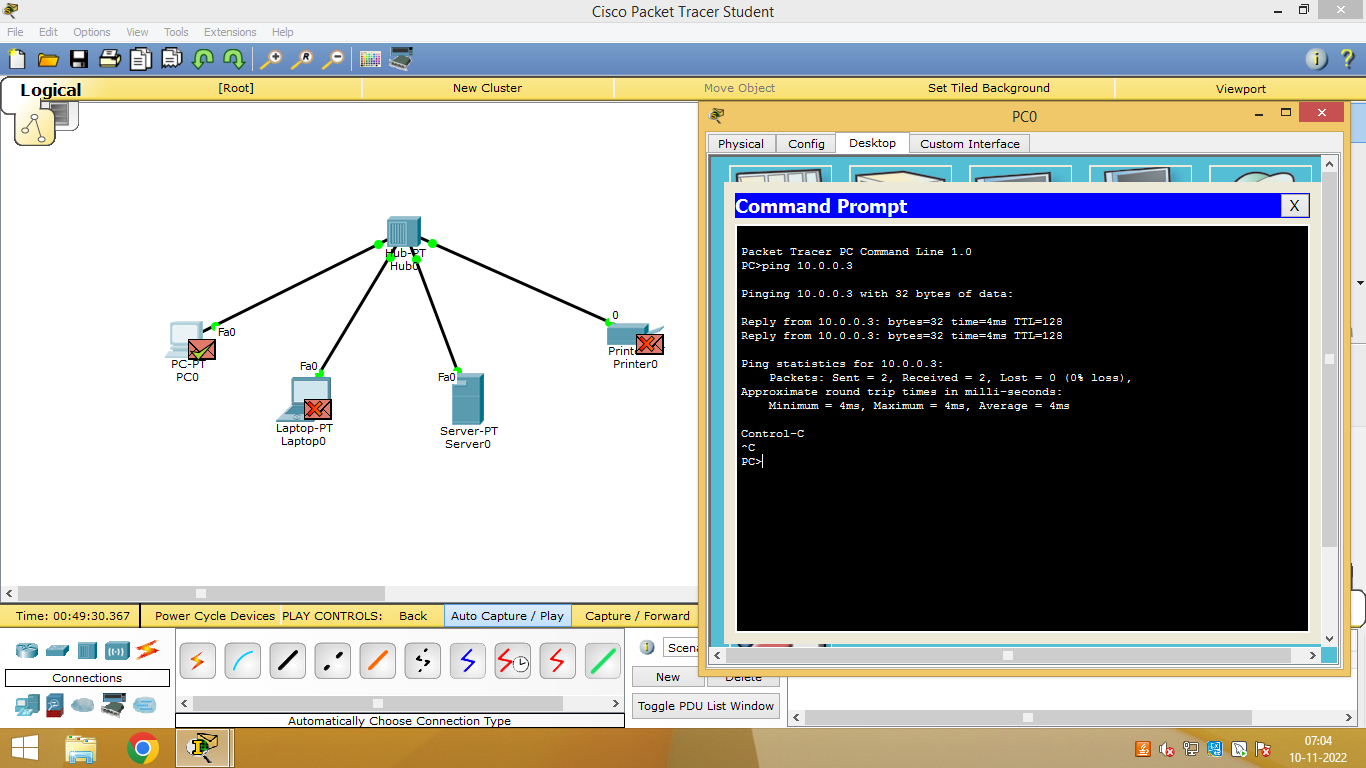 Cisco Packet Tracer Student
File Edit Options View Tools Extensions Help
Logical
[Root]
New Cluster
Move Object
Set Tiled Background
Viewport
Hub-PT
Hub0
Fa0
PC-PT
PC0
Fa0
Laptop-PT
Laptop0
Fa0
Server-PT
Server0
0
Printer0
PC0
Physical Config Desktop Custom Interface
Command Prompt
X
Packet Tracer PC Command Line 1.0
PC>ping 10.0.0.3
Pinging 10.0.0.3 with 32 bytes of data:
Reply from 10.0.0.3: bytes=32 time=4ms TTL=128
Reply from 10.0.0.3: bytes=32 time=4ms TTL=128
Ping statistics for 10.0.0.3:
Packets: Sent = 2, Received = 2, Lost = 0 (0% loss),
Approximate round trip times in milli-seconds:
Minimum = 4ms, Maximum = 4ms, Average = 4ms
Control-C
^C
PC>
Time: 00:49:30.367 Power Cycle Devices PLAY CONTROLS: Back Auto Capture / Play Capture / Forward
Connections
Automatically Choose Connection Type
New Delete
Toggle PDU List Window
07:04
10-11-2022